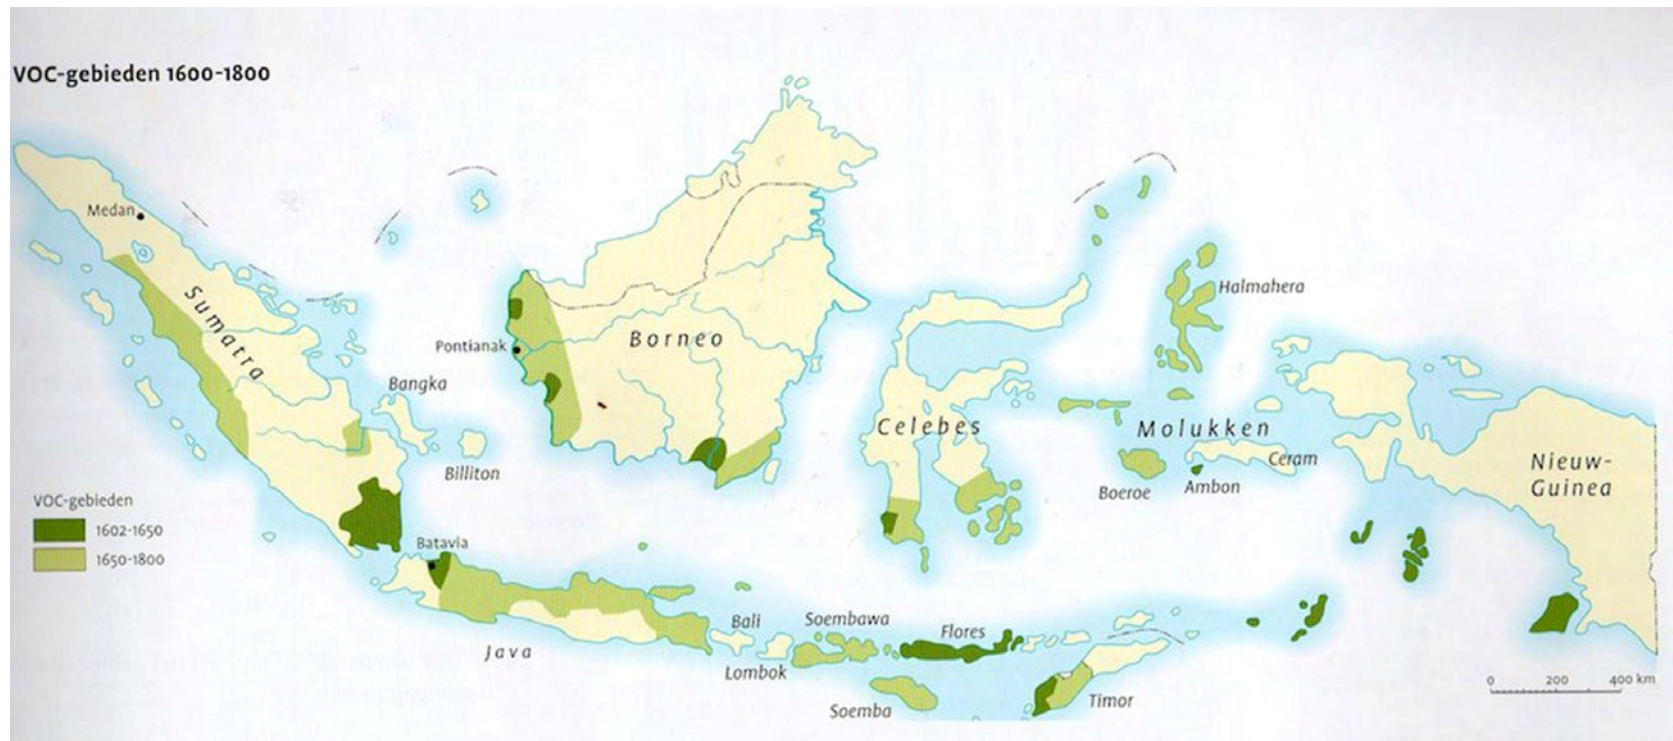 VOC-gebieden 1600-1800
Medan
Sumatra
Pontianak
Borneo
Bangka
Billiton
Halmahera
Celebes
Molukken
Ceram
Boeroe
Ambon
Nieuw-
Guinea
VOC-gebieden
1602-1650
1650-1800
Batavia
Java
Bali
Lombok
Soembawa
Flores
Soemba
Timor
0 200 400 km